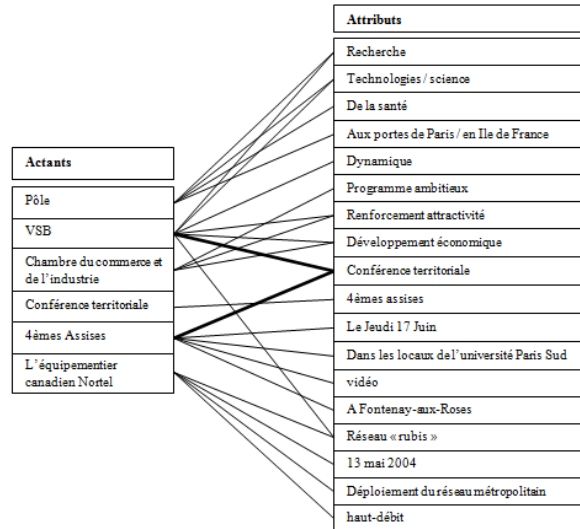 Actants
Pôle
VSB
Chambre du commerce et
de l'industrie
Conférence territoriale
4èmes Assises
L'équipementier
canadien Nortel
Attributs
Recherche
Technologies / science
De la santé
Aux portes de Paris / en Ile de France
Dynamique
Programme ambitieux
Renforcement attractivité
Développement économique
Conférence territoriale
4èmes assises
Le Jeudi 17 Juin
Dans les locaux de l'université Paris Sud
vidéo
A Fontenay-aux-Roses
Réseau « rubis »
13 mai 2004
Déploiement du réseau métropolitain
haut-débit